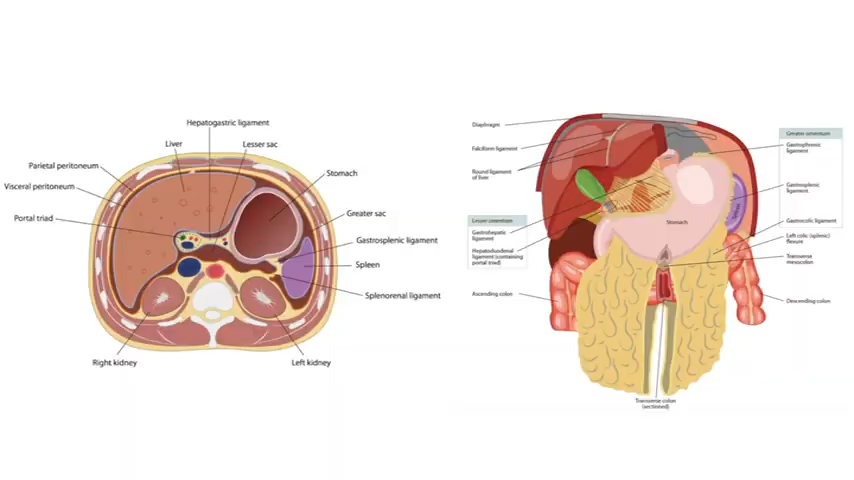 Hepatogastric ligament
Liver
Lesser sac
Parietal peritoneum
Stomach
Visceral peritoneum
Greater sac
Portal triad
Gastrosplenic ligament
Spleen
Splenorenal ligament
Right kidney
Left kidney
Diaphragm
Falciform ligament
Round ligament
of liver
Lesser omentum
Gastrohepatic
ligament
Hepatoduodenal
ligament (containing
portal triad)
Ascending colon
Stomach
Spleen
Greater omentum
Gastrophrenic
ligament
Gastrosplenic
ligament
Gastrocolic ligament
Left colic (splenic)
flexure
Transverse
mesocolon
Descending colon
Transverse colon
(sectioned)